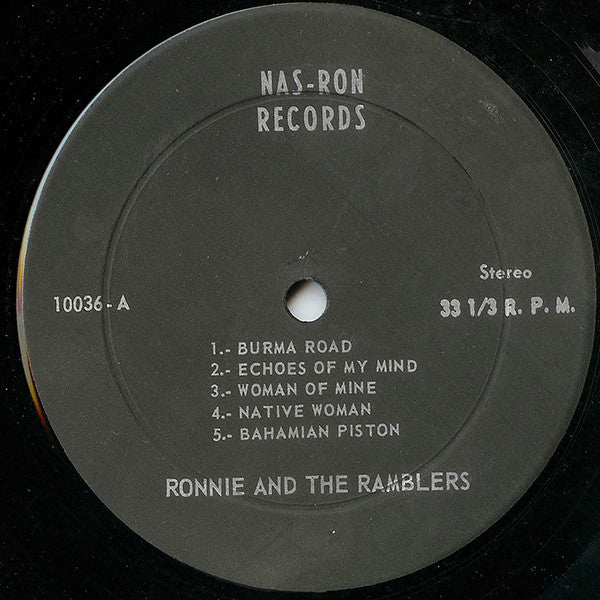 NAS-RON
RECORDS
Stereo
10036-A
33 1/3 R. P. M.
1.- BURMA ROAD
2.- ECHOES OF MY MIND
3.- WOMAN OF MINE
4.- NATIVE WOMAN
5.- BAHAMIAN PISTON
RONNIE AND THE RAMBLERS